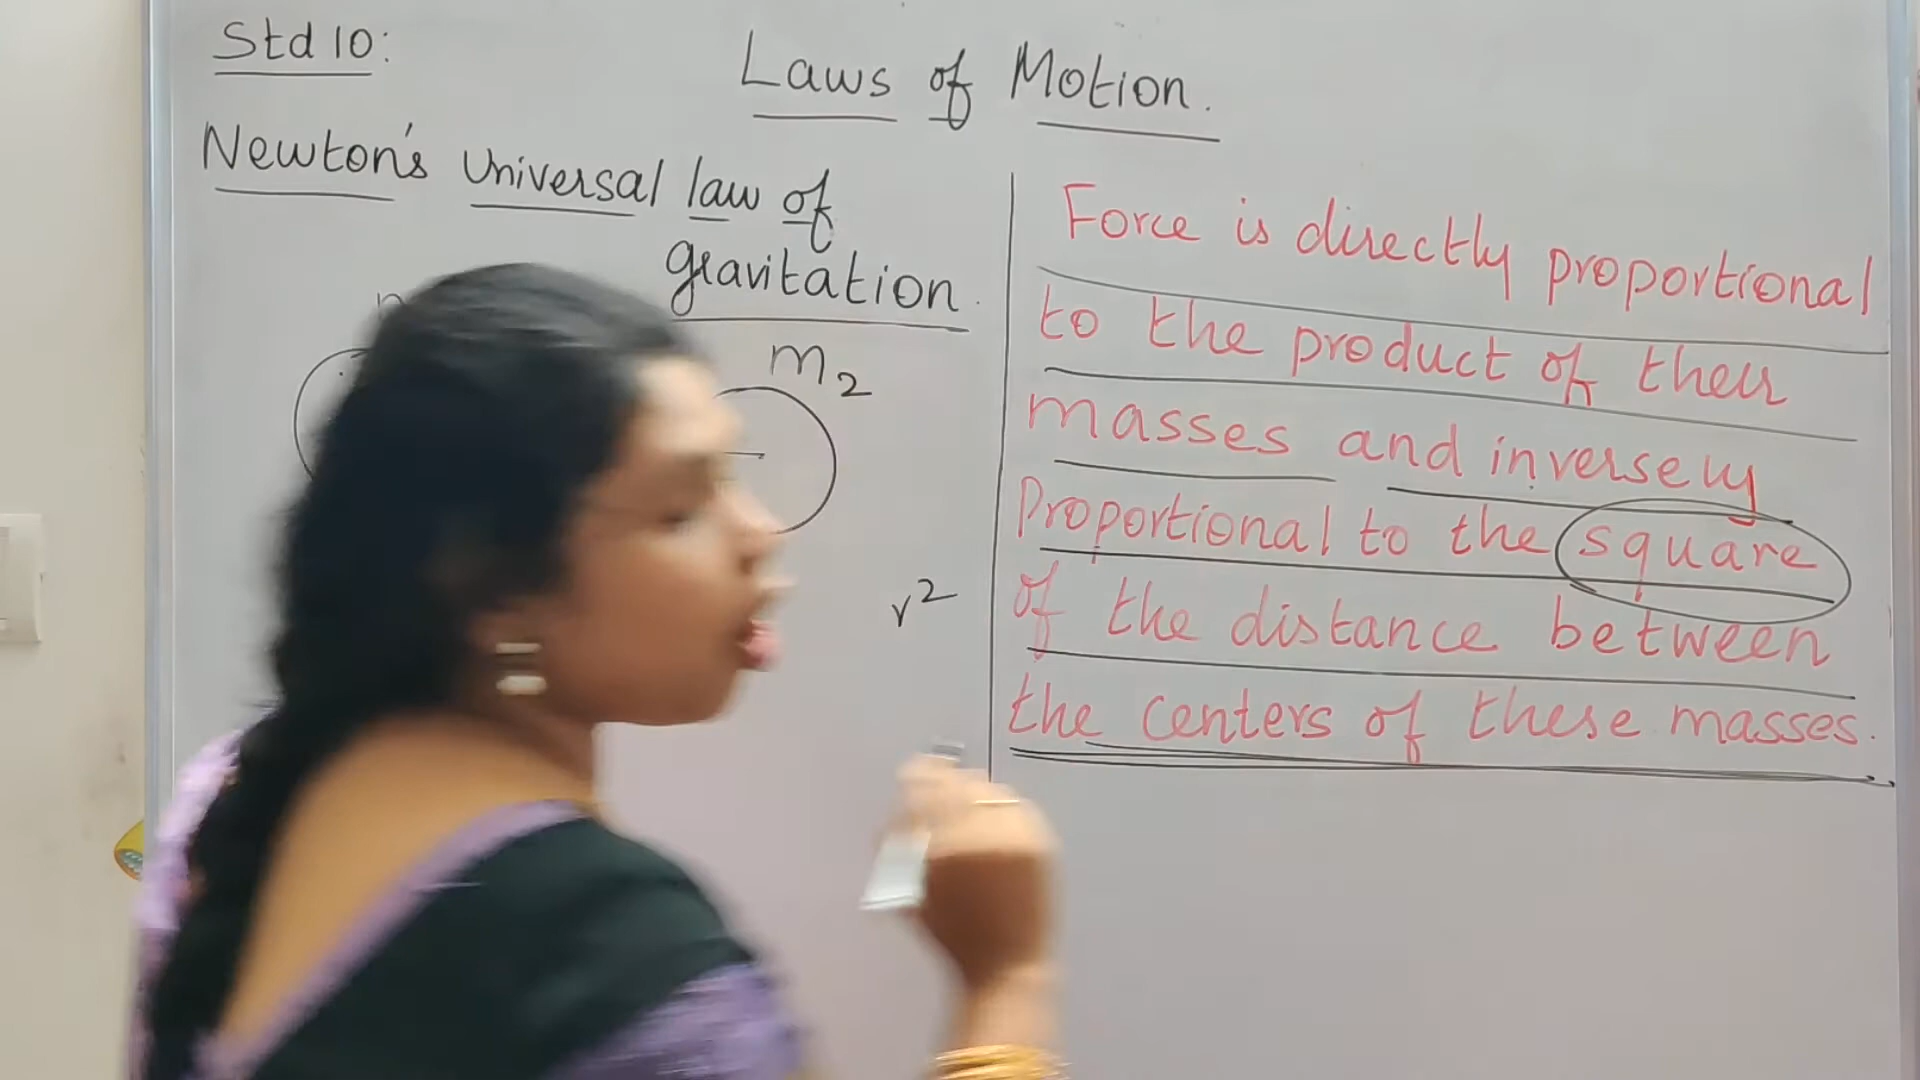 Std 10:
Laws of Motion.
Newton's Universal law of
gravitation.
m2
r²
Force is directly proportional
to the product of their
masses and inversely
Proportional to the square
of the distance between
the centers of these masses.